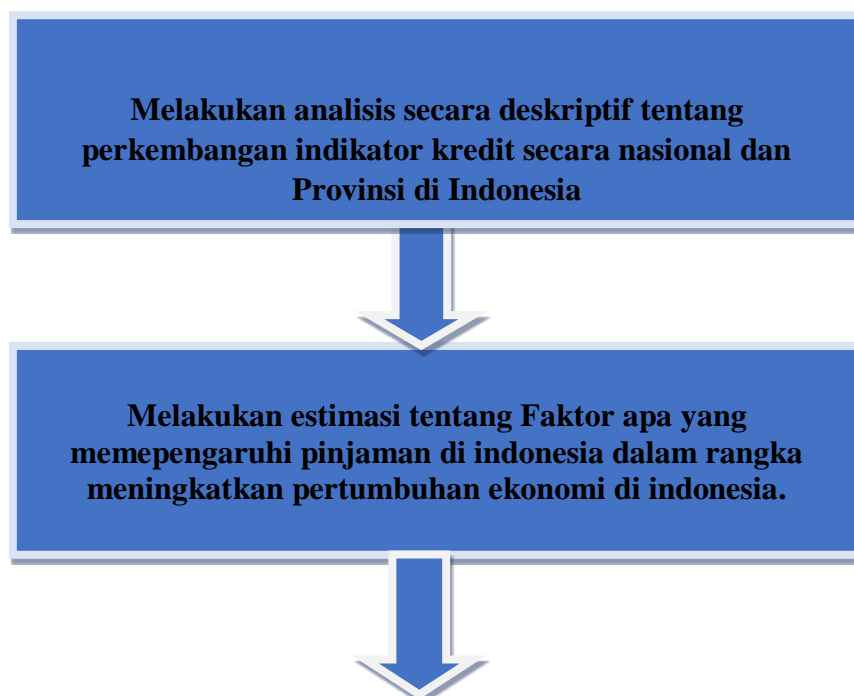 Melakukan analisis secara deskriptif tentang
perkembangan indikator kredit secara nasional dan
Provinsi di Indonesia
Melakukan estimasi tentang Faktor apa yang
memepengaruhi pinjaman di indonesia dalam rangka
meningkatkan pertumbuhan ekonomi di indonesia.